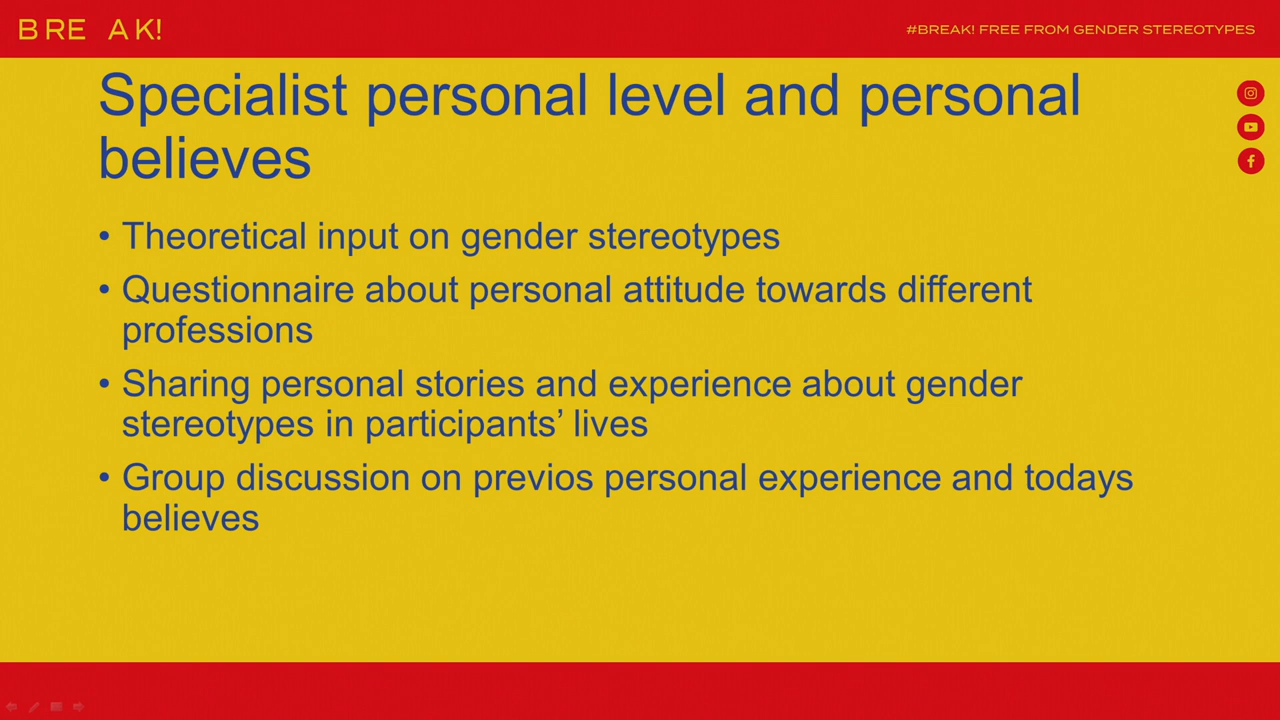 BRE AK!
#BREAK! FREE FROM GENDER STEREOTYPES
Specialist personal level and personal
believes
• Theoretical input on gender stereotypes
• Questionnaire about personal attitude towards different
professions
• Sharing personal stories and experience about gender
stereotypes in participants’ lives
• Group discussion on previos personal experience and todays
believes